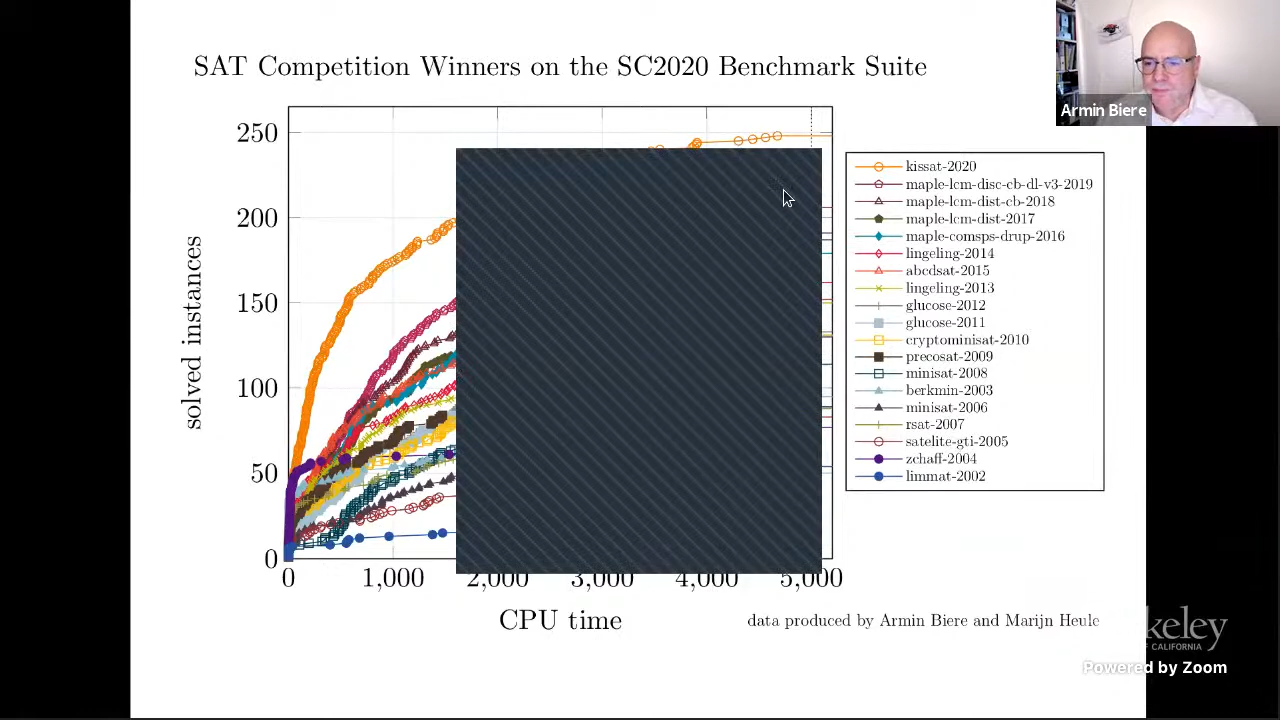 SAT Competition Winners on the SC2020 Benchmark Suite
Armin Biere
250
200
150
100
50
0
solved instances
0 1,000 2,000 3,000 4,000 5,000
CPU time
kissat-2020
maple-lcm-disc-cb-dl-v3-2019
maple-lcm-dist-cb-2018
maple-lcm-dist-2017
maple-comsps-drup-2016
lingeling-2014
abcdsat-2015
lingeling-2013
glucose-2012
glucose-2011
cryptominisat-2010
precosat-2009
minisat-2008
berkmin-2003
minisat-2006
rsat-2007
satelite-gti-2005
zchaff-2004
limmat-2002
data produced by Armin Biere and Marijn Heule
keley
OF CALIFORNIA
Powered by Zoom